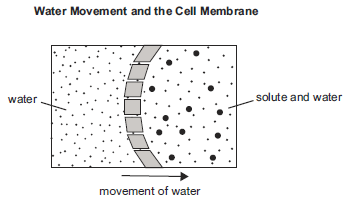 Water Movement and the Cell Membrane
water
solute and water
movement of water